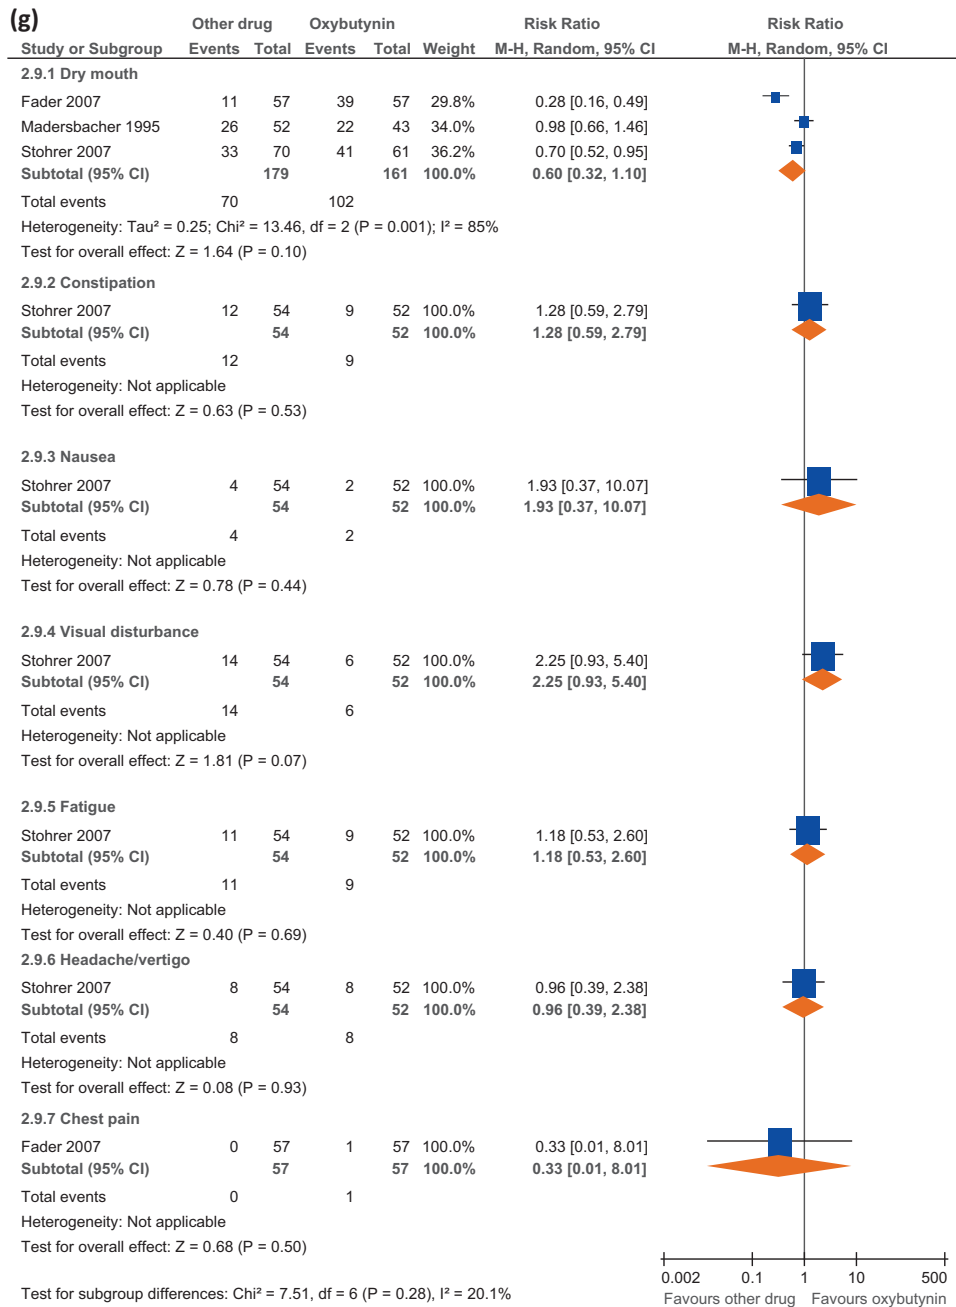 (g)
Other drug Oxybutynin Risk Ratio Risk Ratio
Study or Subgroup Events Total Events Total Weight M-H, Random, 95% CI M-H, Random, 95% CI
2.9.1 Dry mouth
Fader 2007 11 57 39 57 29.8% 0.28 [0.16, 0.49]
Madersbacher 1995 26 52 22 43 34.0% 0.98 [0.66, 1.46]
Stohrer 2007 33 70 41 61 36.2% 0.70 [0.52, 0.95]
Subtotal (95% CI) 179 161 100.0% 0.60 [0.32, 1.10]
Total events 70 102
Heterogeneity: Tau² = 0.25; Chi² = 13.46, df = 2 (P = 0.001); I² = 85%
Test for overall effect: Z = 1.64 (P = 0.10)
2.9.2 Constipation
Stohrer 2007 12 54 9 52 100.0% 1.28 [0.59, 2.79]
Subtotal (95% CI) 54 52 100.0% 1.28 [0.59, 2.79]
Total events 12 9
Heterogeneity: Not applicable
Test for overall effect: Z = 0.63 (P = 0.53)
2.9.3 Nausea
Stohrer 2007 4 54 2 52 100.0% 1.93 [0.37, 10.07]
Subtotal (95% CI) 54 52 100.0% 1.93 [0.37, 10.07]
Total events 4 2
Heterogeneity: Not applicable
Test for overall effect: Z = 0.78 (P = 0.44)
2.9.4 Visual disturbance
Stohrer 2007 14 54 6 52 100.0% 2.25 [0.93, 5.40]
Subtotal (95% CI) 54 52 100.0% 2.25 [0.93, 5.40]
Total events 14 6
Heterogeneity: Not applicable
Test for overall effect: Z = 1.81 (P = 0.07)
2.9.5 Fatigue
Stohrer 2007 11 54 9 52 100.0% 1.18 [0.53, 2.60]
Subtotal (95% CI) 54 52 100.0% 1.18 [0.53, 2.60]
Total events 11 9
Heterogeneity: Not applicable
Test for overall effect: Z = 0.40 (P = 0.69)
2.9.6 Headache/vertigo
Stohrer 2007 8 54 8 52 100.0% 0.96 [0.39, 2.38]
Subtotal (95% CI) 54 52 100.0% 0.96 [0.39, 2.38]
Total events 8 8
Heterogeneity: Not applicable
Test for overall effect: Z = 0.08 (P = 0.93)
2.9.7 Chest pain
Fader 2007 0 57 1 57 100.0% 0.33 [0.01, 8.01]
Subtotal (95% CI) 57 57 100.0% 0.33 [0.01, 8.01]
Total events 0 1
Heterogeneity: Not applicable
Test for overall effect: Z = 0.68 (P = 0.50)
0.002 0.1 1 10 500
Test for subgroup differences: Chi² = 7.51, df = 6 (P = 0.28), I² = 20.1%
Favours other drug Favours oxybutynin